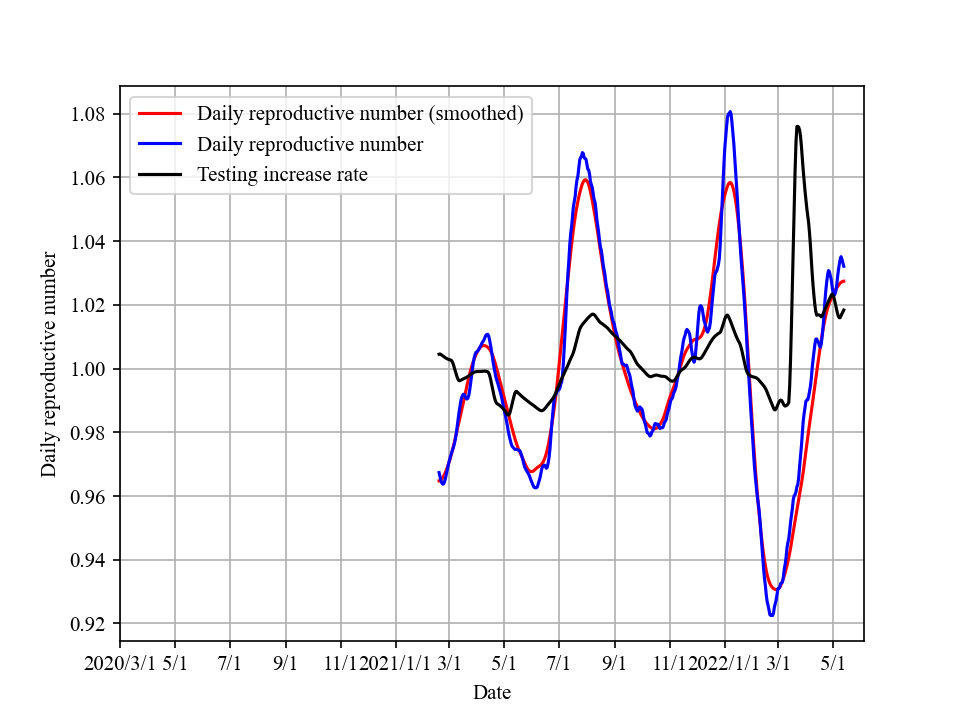 Daily reproductive number (smoothed)
Daily reproductive number
Testing increase rate
1.08
1.06
1.04
1.02
1.00
0.98
0.96
0.94
0.92
Daily reproductive number
2020/3/1 5/1 7/1 9/1 11/1 2021/1/1 3/1 5/1 7/1 9/1 11/1 2022/1/1 3/1 5/1
Date